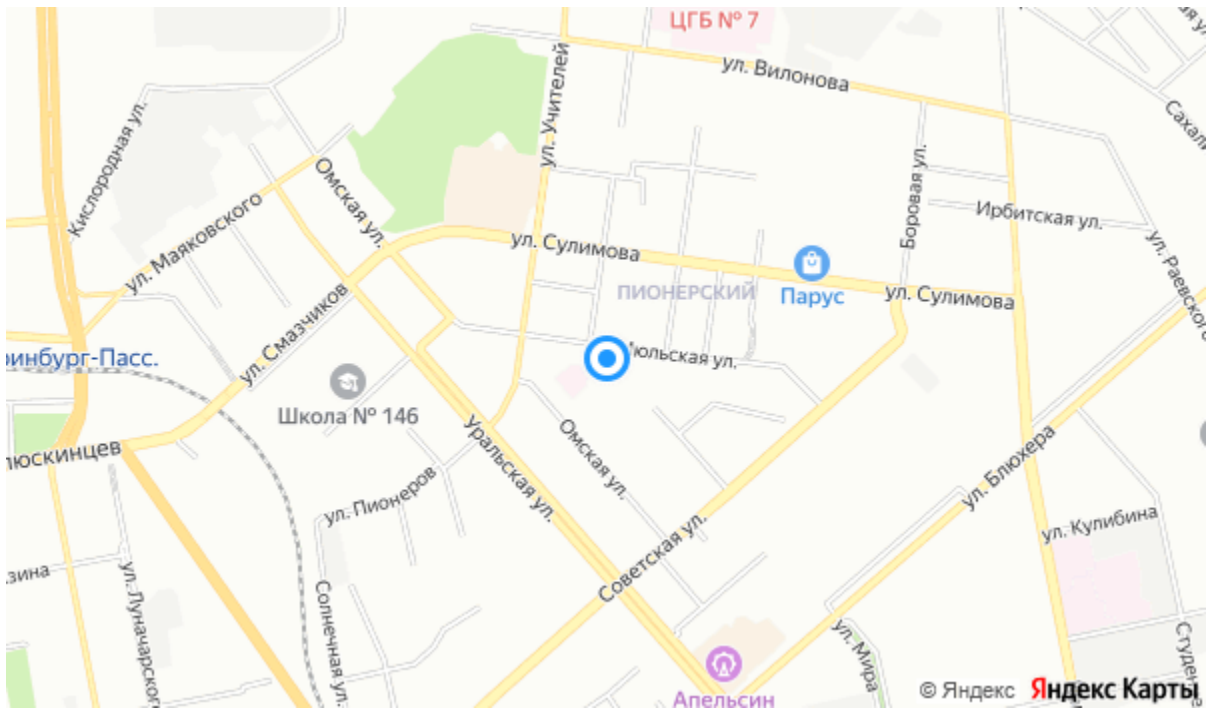 ЦГБ № 7
ул. Вилонова
ул. Учителей
Кислородная ул.
Омская ул.
ул. Маяковского
Боровая ул.
Ирбитская ул.
ул. Сулимова
ул. Раевского
ПИОНЕРСКИЙ
Парус
ул. Сулимова
ул. Смазчиков
ринбург-Пасс.
Июльская ул.
Школа № 146
люскинцев
Уральская ул.
Омская ул.
ул. Блюхера
ул. Пионеров
ул. Кулибина
Советская ул.
зина
ул. Луначарского
Солнечная ул.
ул. Мира
Студен
Апельсин
© Яндекс Яндекс Карты